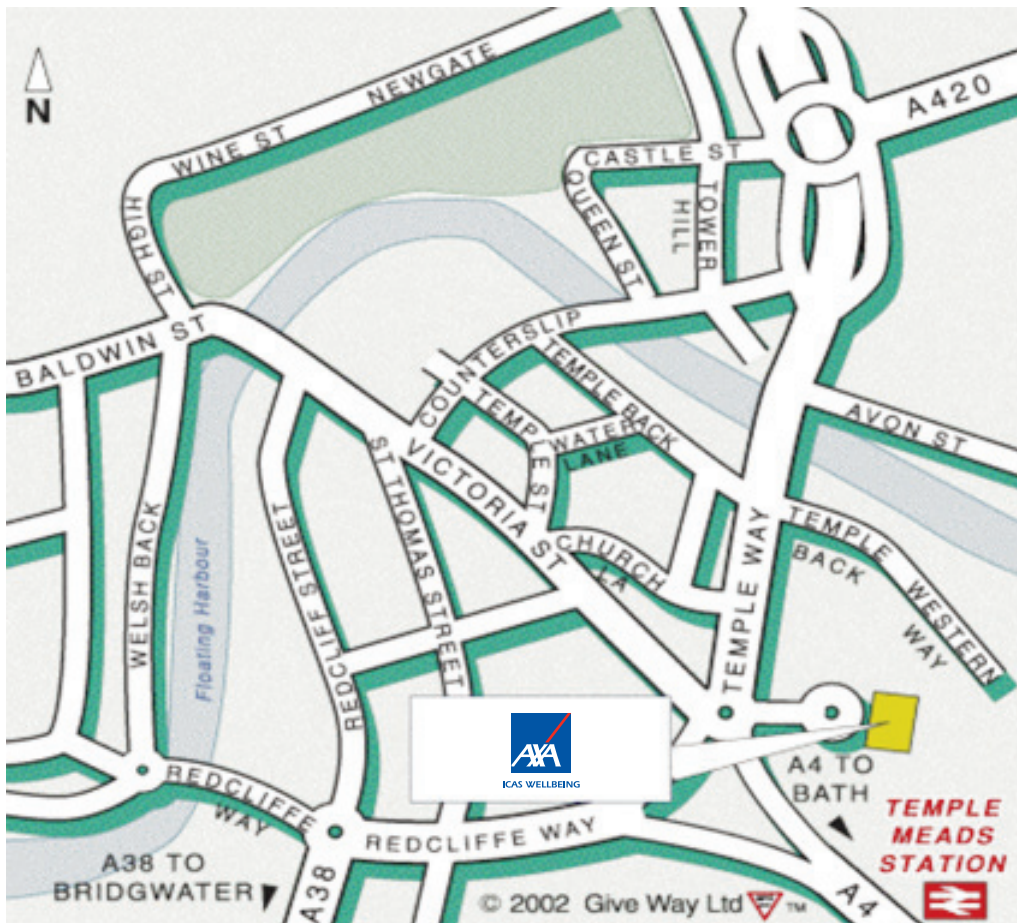 N
NEWGATE
WINE ST
HIGH ST
A420
CASTLE ST
QUEEN ST
TOWER
HILL
BALDWIN ST
COUNTERSLIP
TEMPLE BACK
TEMPLE ST
WATER
LANE
AVON ST
ST THOMAS STREET
VICTORIA ST
REDCLIFF STREET
WELSH BACK
Floating Harbour
CHURCH
LA
TEMPLE WAY
TEMPLE
BACK
WESTERN
WAY
AXA
ICAS WELLBEING
REDCLIFFE
WAY
REDCLIFFE WAY
A4 TO
BATH
TEMPLE
MEADS
STATION
A38 TO
BRIDGWATER
A38
A4
© 2002 Give Way Ltd
TM